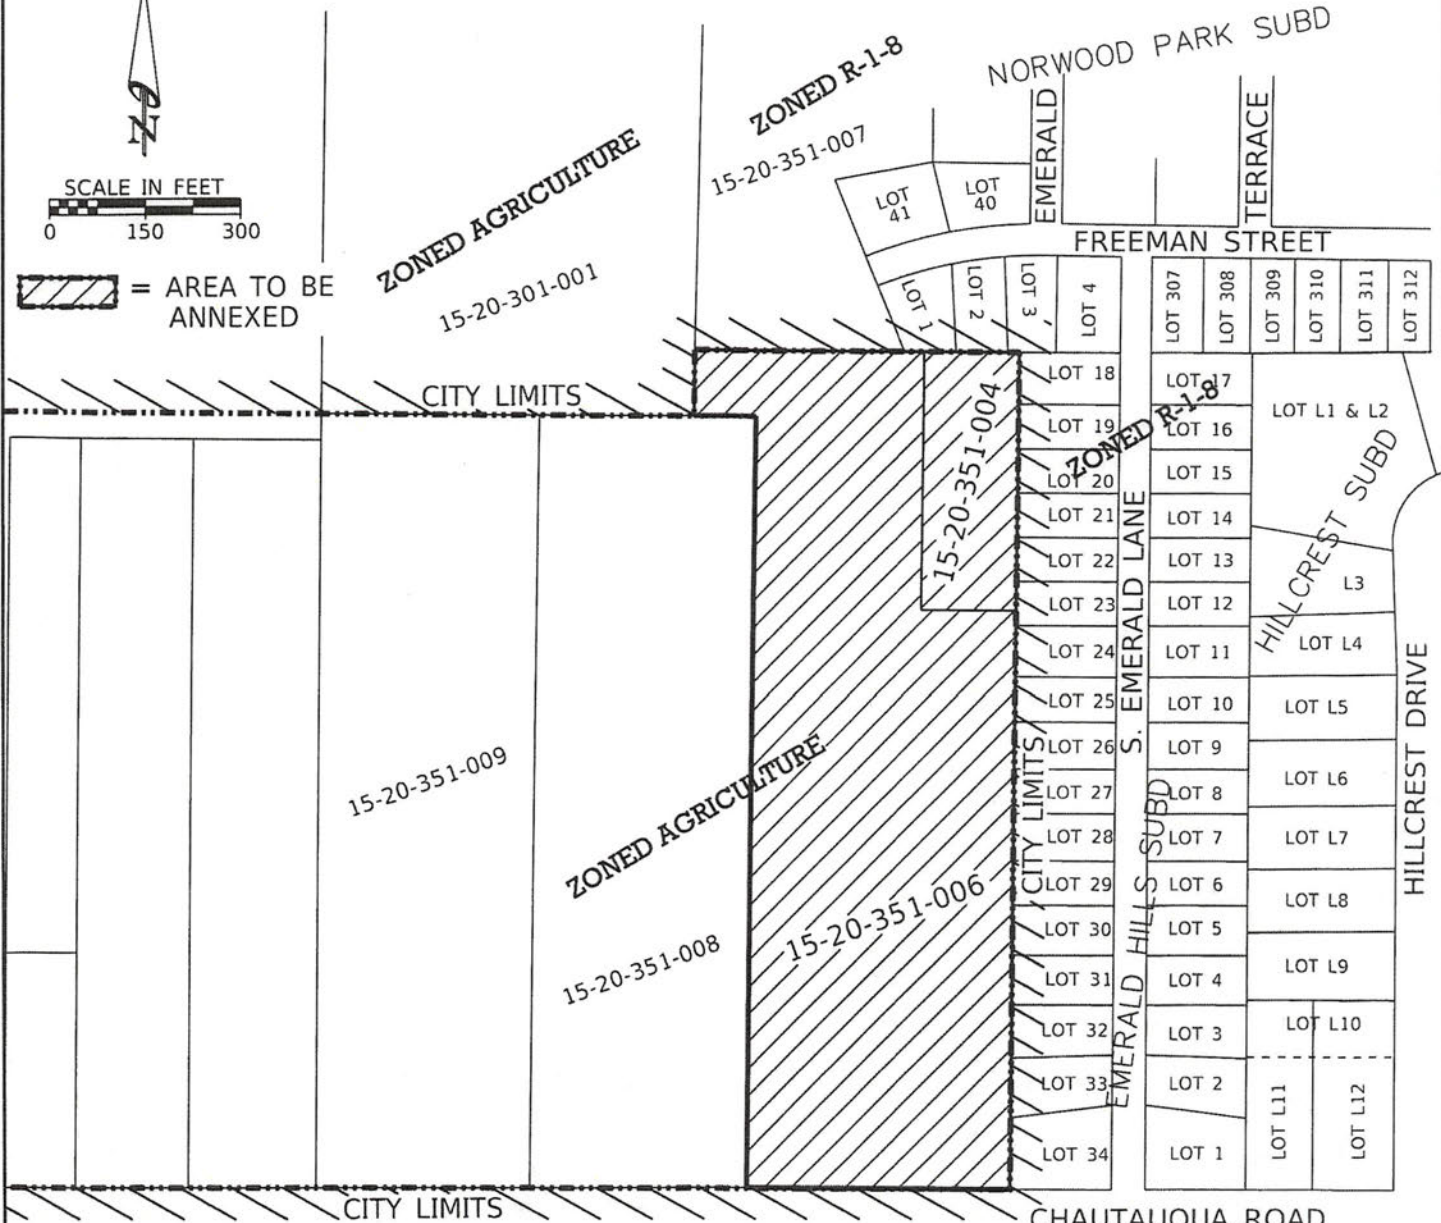 NORWOOD PARK SUBD
ZONED R-1-8
15-20-351-007
N
SCALE IN FEET
0 150 300
= AREA TO BE
ANNEXED
ZONED AGRICULTURE
15-20-301-001
EMERALD
TERRACE
LOT
41
LOT
40
FREEMAN STREET
LOT 1
LOT 2
LOT 3
LOT 4
LOT 307
LOT 308
LOT 309
LOT 310
LOT 311
LOT 312
CITY LIMITS
15-20-351-004
ZONED R-1-8
LOT 18
LOT 19
LOT 20
LOT 21
LOT 22
LOT 23
LOT 24
LOT 25
LOT 26
LOT 27
LOT 28
LOT 29
LOT 30
LOT 31
LOT 32
LOT 33
LOT 34
CITY LIMITS
S. EMERALD LANE
EMERALD HILLS SUBD
LOT 17
LOT 16
LOT 15
LOT 14
LOT 13
LOT 12
LOT 11
LOT 10
LOT 9
LOT 8
LOT 7
LOT 6
LOT 5
LOT 4
LOT 3
LOT 2
LOT 1
LOT L1 & L2
HILLCREST SUBD
L3
LOT L4
LOT L5
LOT L6
LOT L7
LOT L8
LOT L9
LOT L10
LOT L11
LOT L12
HILLCREST DRIVE
15-20-351-009
ZONED AGRICULTURE
15-20-351-006
15-20-351-008
CITY LIMITS
CHAUTAUQUA ROAD